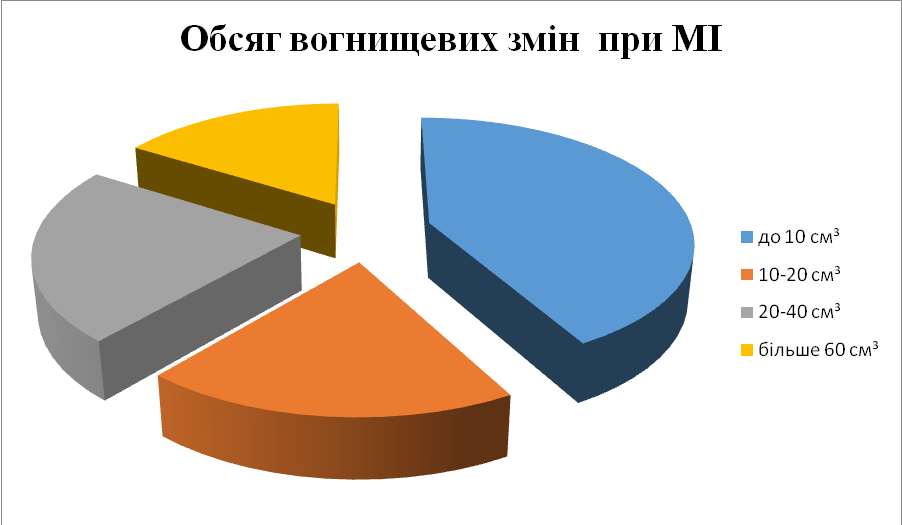 Обсяг вогнищевих змін при МІ
до 10 см³
10-20 см³
20-40 см³
більше 60 см³